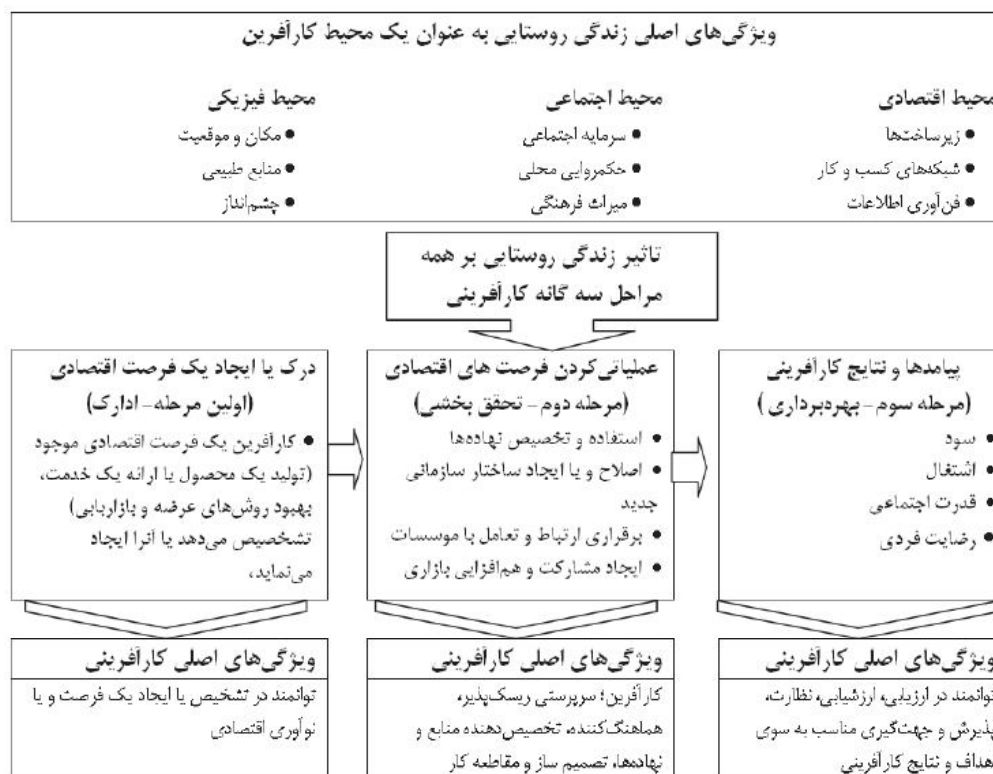 ویژگی‌های اصلی زندگی روستایی به عنوان یک محیط کارآفرین
محیط اقتصادی
● زیرساخت‌ها
● شبکه‌های کسب و کار
● فن‌آوری اطلاعات
محیط اجتماعی
● سرمایه اجتماعی
● حکمروایی محلی
● میراث فرهنگی
محیط فیزیکی
● مکان و موقعیت
● منابع طبیعی
● چشم‌انداز
تاثیر زندگی روستایی بر همه
مراحل سه گانه کارآفرینی
درک یا ایجاد یک فرصت اقتصادی
(اولین مرحله- ادارک)
● کارآفرین یک فرصت اقتصادی موجود
(تولید یک محصول یا ارائه یک خدمت،
بهبود روش‌های عرضه و بازاریابی)
تشخصیص می‌دهد یا آنرا ایجاد
می‌نماید،
عملیاتی‌کردن فرصت های اقتصادی
(مرحله دوم- تحقق بخشی)
● استفاده و تخصیص نهاده‌ها
● اصلاح و یا ایجاد ساختار سازمانی
جدید
● برقراری ارتباط و تعامل با موسسات
● ایجاد مشارکت و هم‌افزایی بازاری
پیامدها و نتایج کارآفرینی
(مرحله سوم- بهره‌برداری)
● سود
● اشتغال
● قدرت اجتماعی
● رضایت فردی
ویژگی‌های اصلی کارآفرینی
توانمند در تشخیص یا ایجاد یک فرصت و یا
نوآوری اقتصادی
ویژگی‌های اصلی کارآفرینی
کارآفرین؛ سرپرستی ریسک‌پذیر،
هماهنگ‌کننده، تخصیص‌دهنده منابع و
نهاده‌ها، تصمیم ساز و مقاطعه کار
ویژگی‌های اصلی کارآفرینی
توانمند در ارزیابی، ارزشیابی، نظارت،
پذیرش و جهت‌گیری مناسب به سوی
اهداف و نتایج کارآفرینی